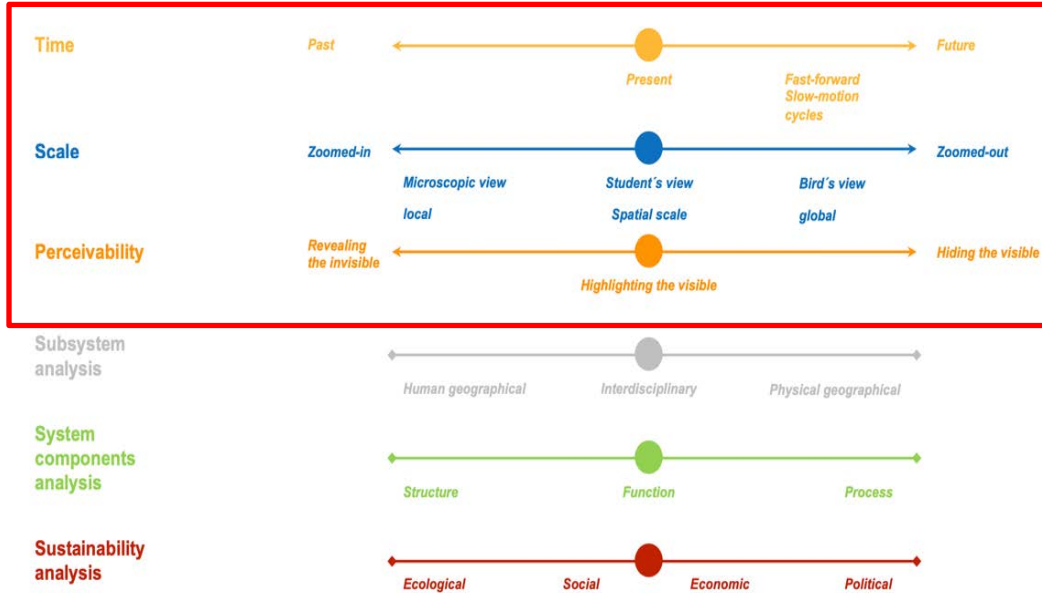 Time
Past
Future
Present
Fast-forward
Slow-motion
cycles
Scale
Zoomed-in
Zoomed-out
Microscopic view
Student´s view
Bird´s view
local
Spatial scale
global
Perceivability
Revealing
the invisible
Hiding the visible
Highlighting the visible
Subsystem
analysis
Human geographical
Interdisciplinary
Physical geographical
System
components
analysis
Structure
Function
Process
Sustainability
analysis
Ecological
Social
Economic
Political